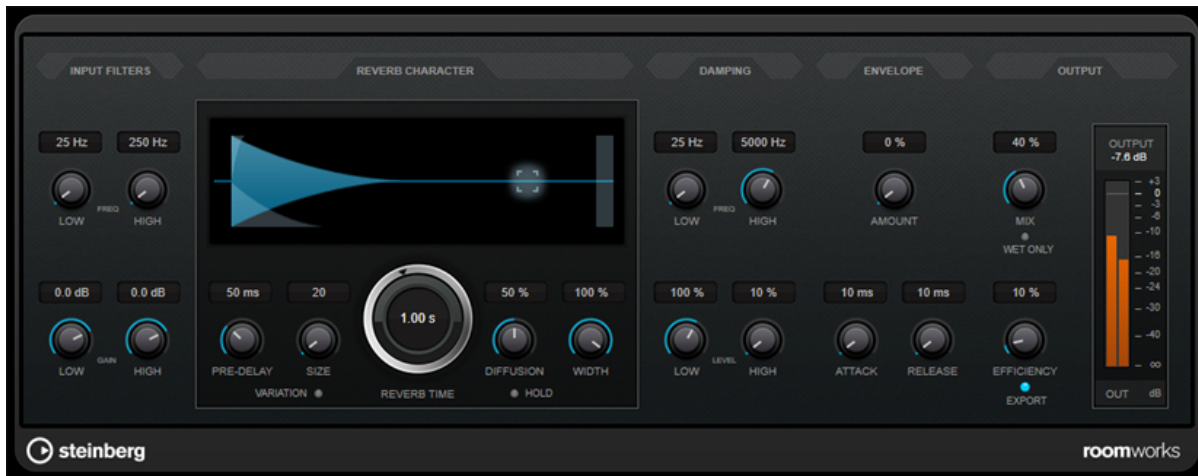 INPUT FILTERS
REVERB CHARACTER
DAMPING
ENVELOPE
OUTPUT
25 Hz 250 Hz
LOW FREQ HIGH
0.0 dB 0.0 dB
LOW GAIN HIGH
50 ms 20
PRE-DELAY SIZE
VARIATION
1.00 s
REVERB TIME
50 % 100 %
DIFFUSION WIDTH
HOLD
25 Hz 5000 Hz
LOW FREQ HIGH
100 % 10 %
LOW LEVEL HIGH
0 %
AMOUNT
10 ms 10 ms
ATTACK RELEASE
40 %
MIX
WET ONLY
10 %
EFFICIENCY
EXPORT
OUTPUT
-7.6 dB
+3
0
-3
-6
-10
-16
-20
-24
-30
-40
∞
OUT dB
steinberg
roomworks